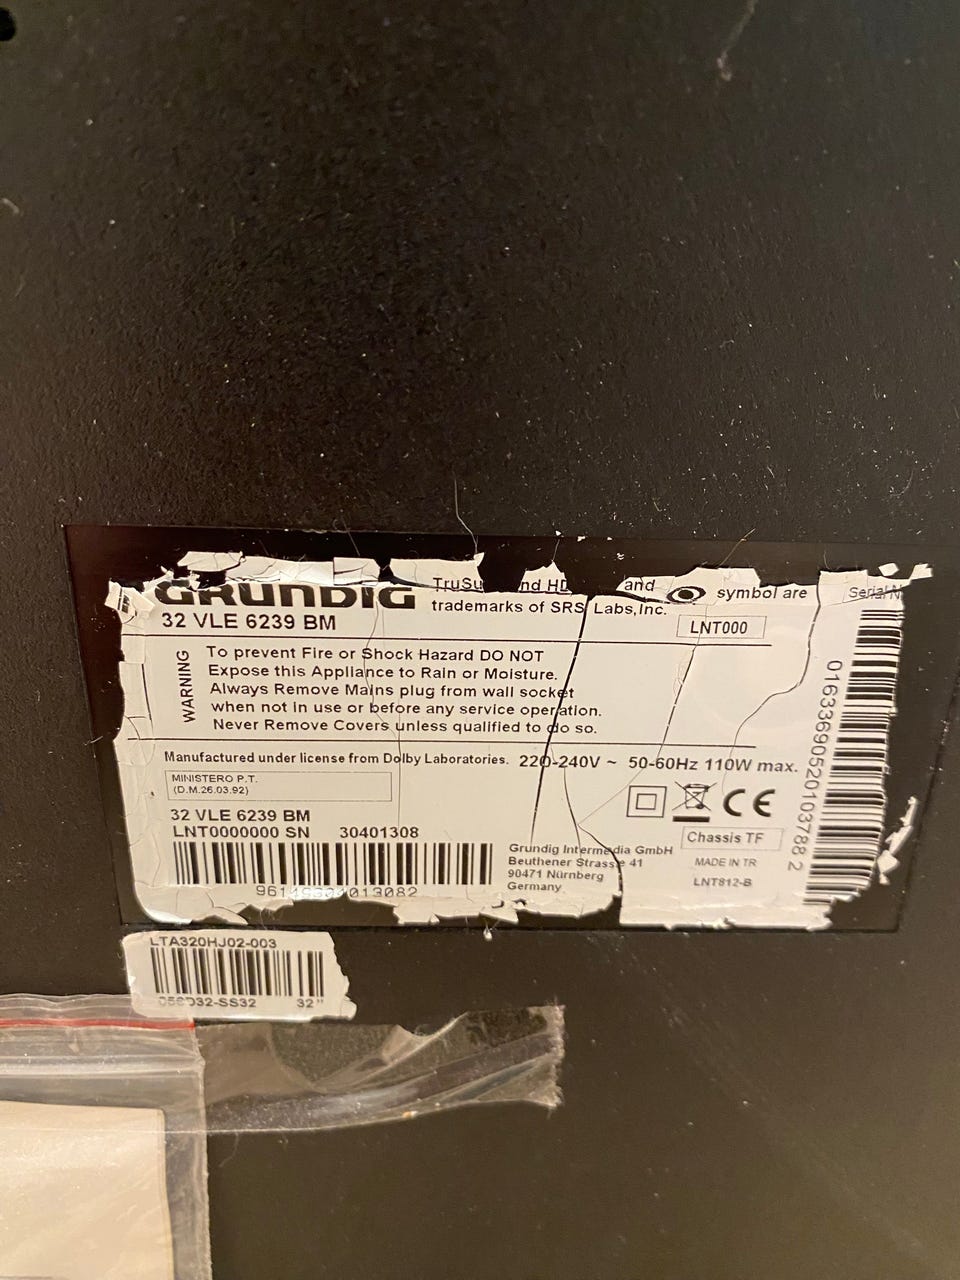 GRUNDIG
32 VLE 6239 BM
and symbol are
trademarks of SRS Labs,Inc.
LNT000
WARNING
To prevent Fire or Shock Hazard DO NOT
Expose this Appliance to Rain or Moisture.
Always Remove Mains plug from wall socket
when not in use or before any service operation.
Never Remove Covers unless qualified to do so.
Manufactured under license from Dolby Laboratories. 220-240V ~ 50-60Hz 110W max.
MINISTERO P.T.
(D.M.26.03.92)
32 VLE 6239 BM
LNT0000000 SN 30401308
CE
Chassis TF
Grundig Intermedia GmbH
Beuthener Strasse 41
90471 Nürnberg
Germany
MADE IN TR
LNT812-B
Serial N
01633690520103788 2
LTA320HJ02-003
32"